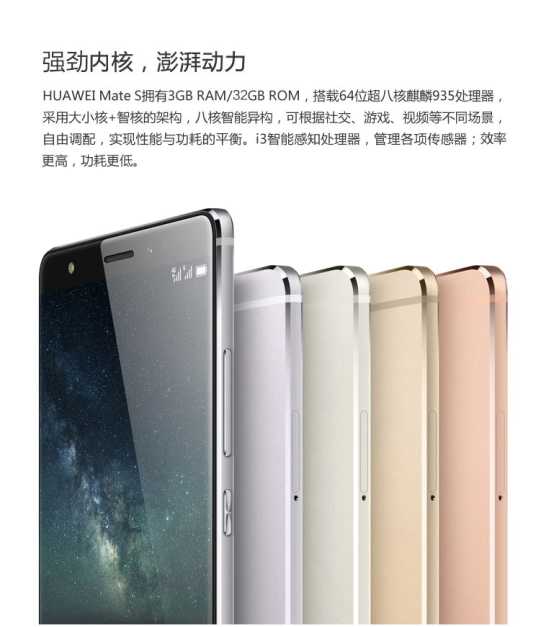 强劲内核，澎湃动力
HUAWEI Mate S拥有3GB RAM/32GB ROM，搭载64位超八核麒麟935处理器，
采用大小核+智核的架构，八核智能异构，可根据社交、游戏、视频等不同场景，
自由调配，实现性能与功耗的平衡。i3智能感知处理器，管理各项传感器；效率
更高，功耗更低。